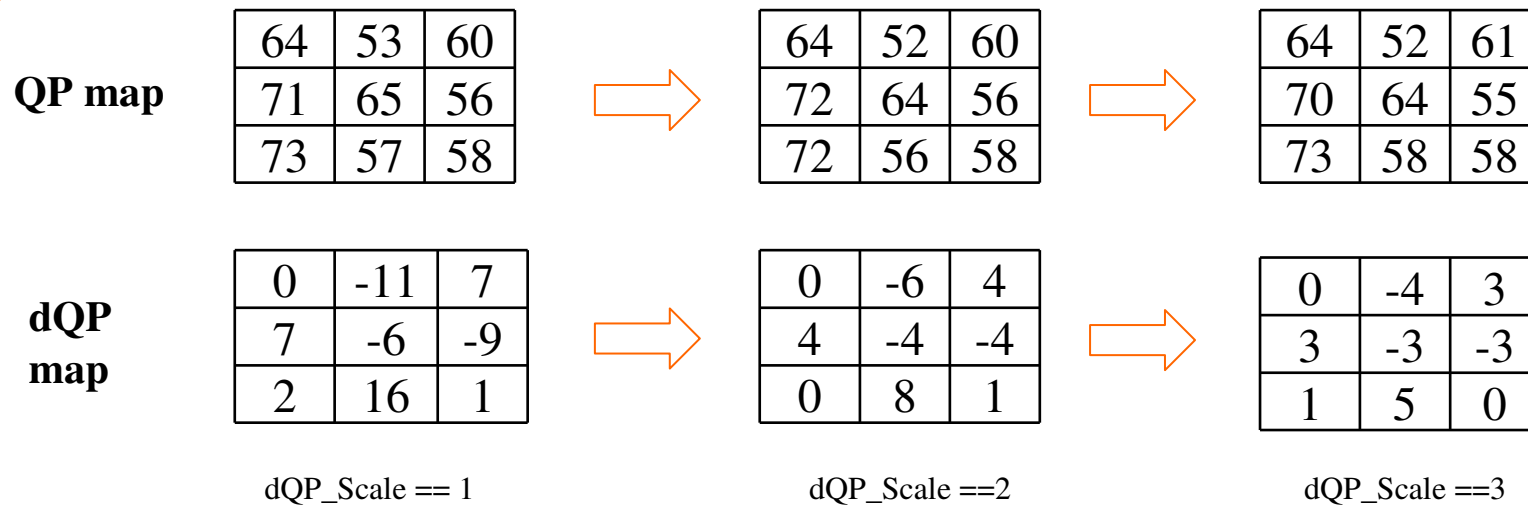 QP map
64 53 60
71 65 56
73 57 58
64 52 60
72 64 56
72 56 58
64 52 61
70 64 55
73 58 58
dQP
map
0 -11 7
7 -6 -9
2 16 1
0 -6 4
4 -4 -4
0 8 1
0 -4 3
3 -3 -3
1 5 0
dQP_Scale == 1
dQP_Scale ==2
dQP_Scale ==3